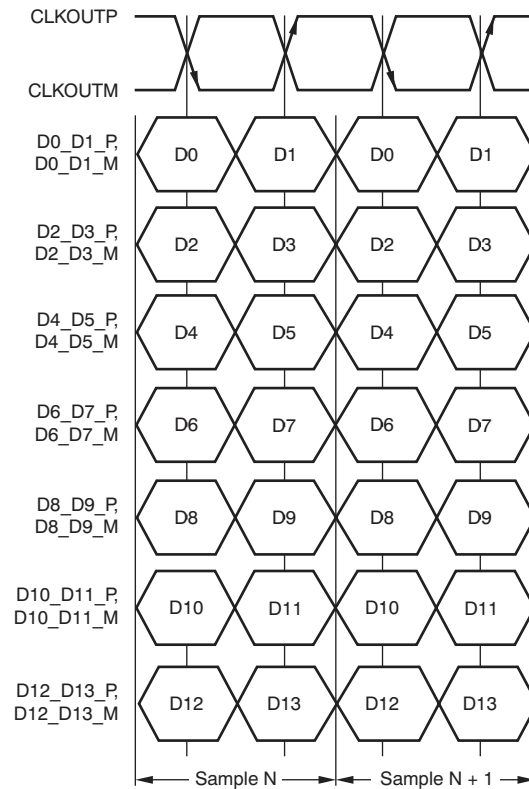 CLKOUTP
CLKOUTM
D0_D1_P,
D0_D1_M
D0 D1 D0 D1
D2_D3_P,
D2_D3_M
D2 D3 D2 D3
D4_D5_P,
D4_D5_M
D4 D5 D4 D5
D6_D7_P,
D6_D7_M
D6 D7 D6 D7
D8_D9_P,
D8_D9_M
D8 D9 D8 D9
D10_D11_P,
D10_D11_M
D10 D11 D10 D11
D12_D13_P,
D12_D13_M
D12 D13 D12 D13
Sample N Sample N + 1